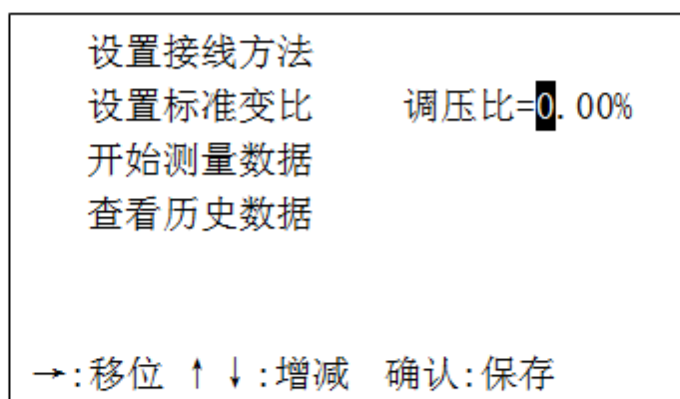 设置接线方法
设置标准变比 调压比=0.00%
开始测量数据
查看历史数据
→:移位 ↑↓:增减 确认:保存